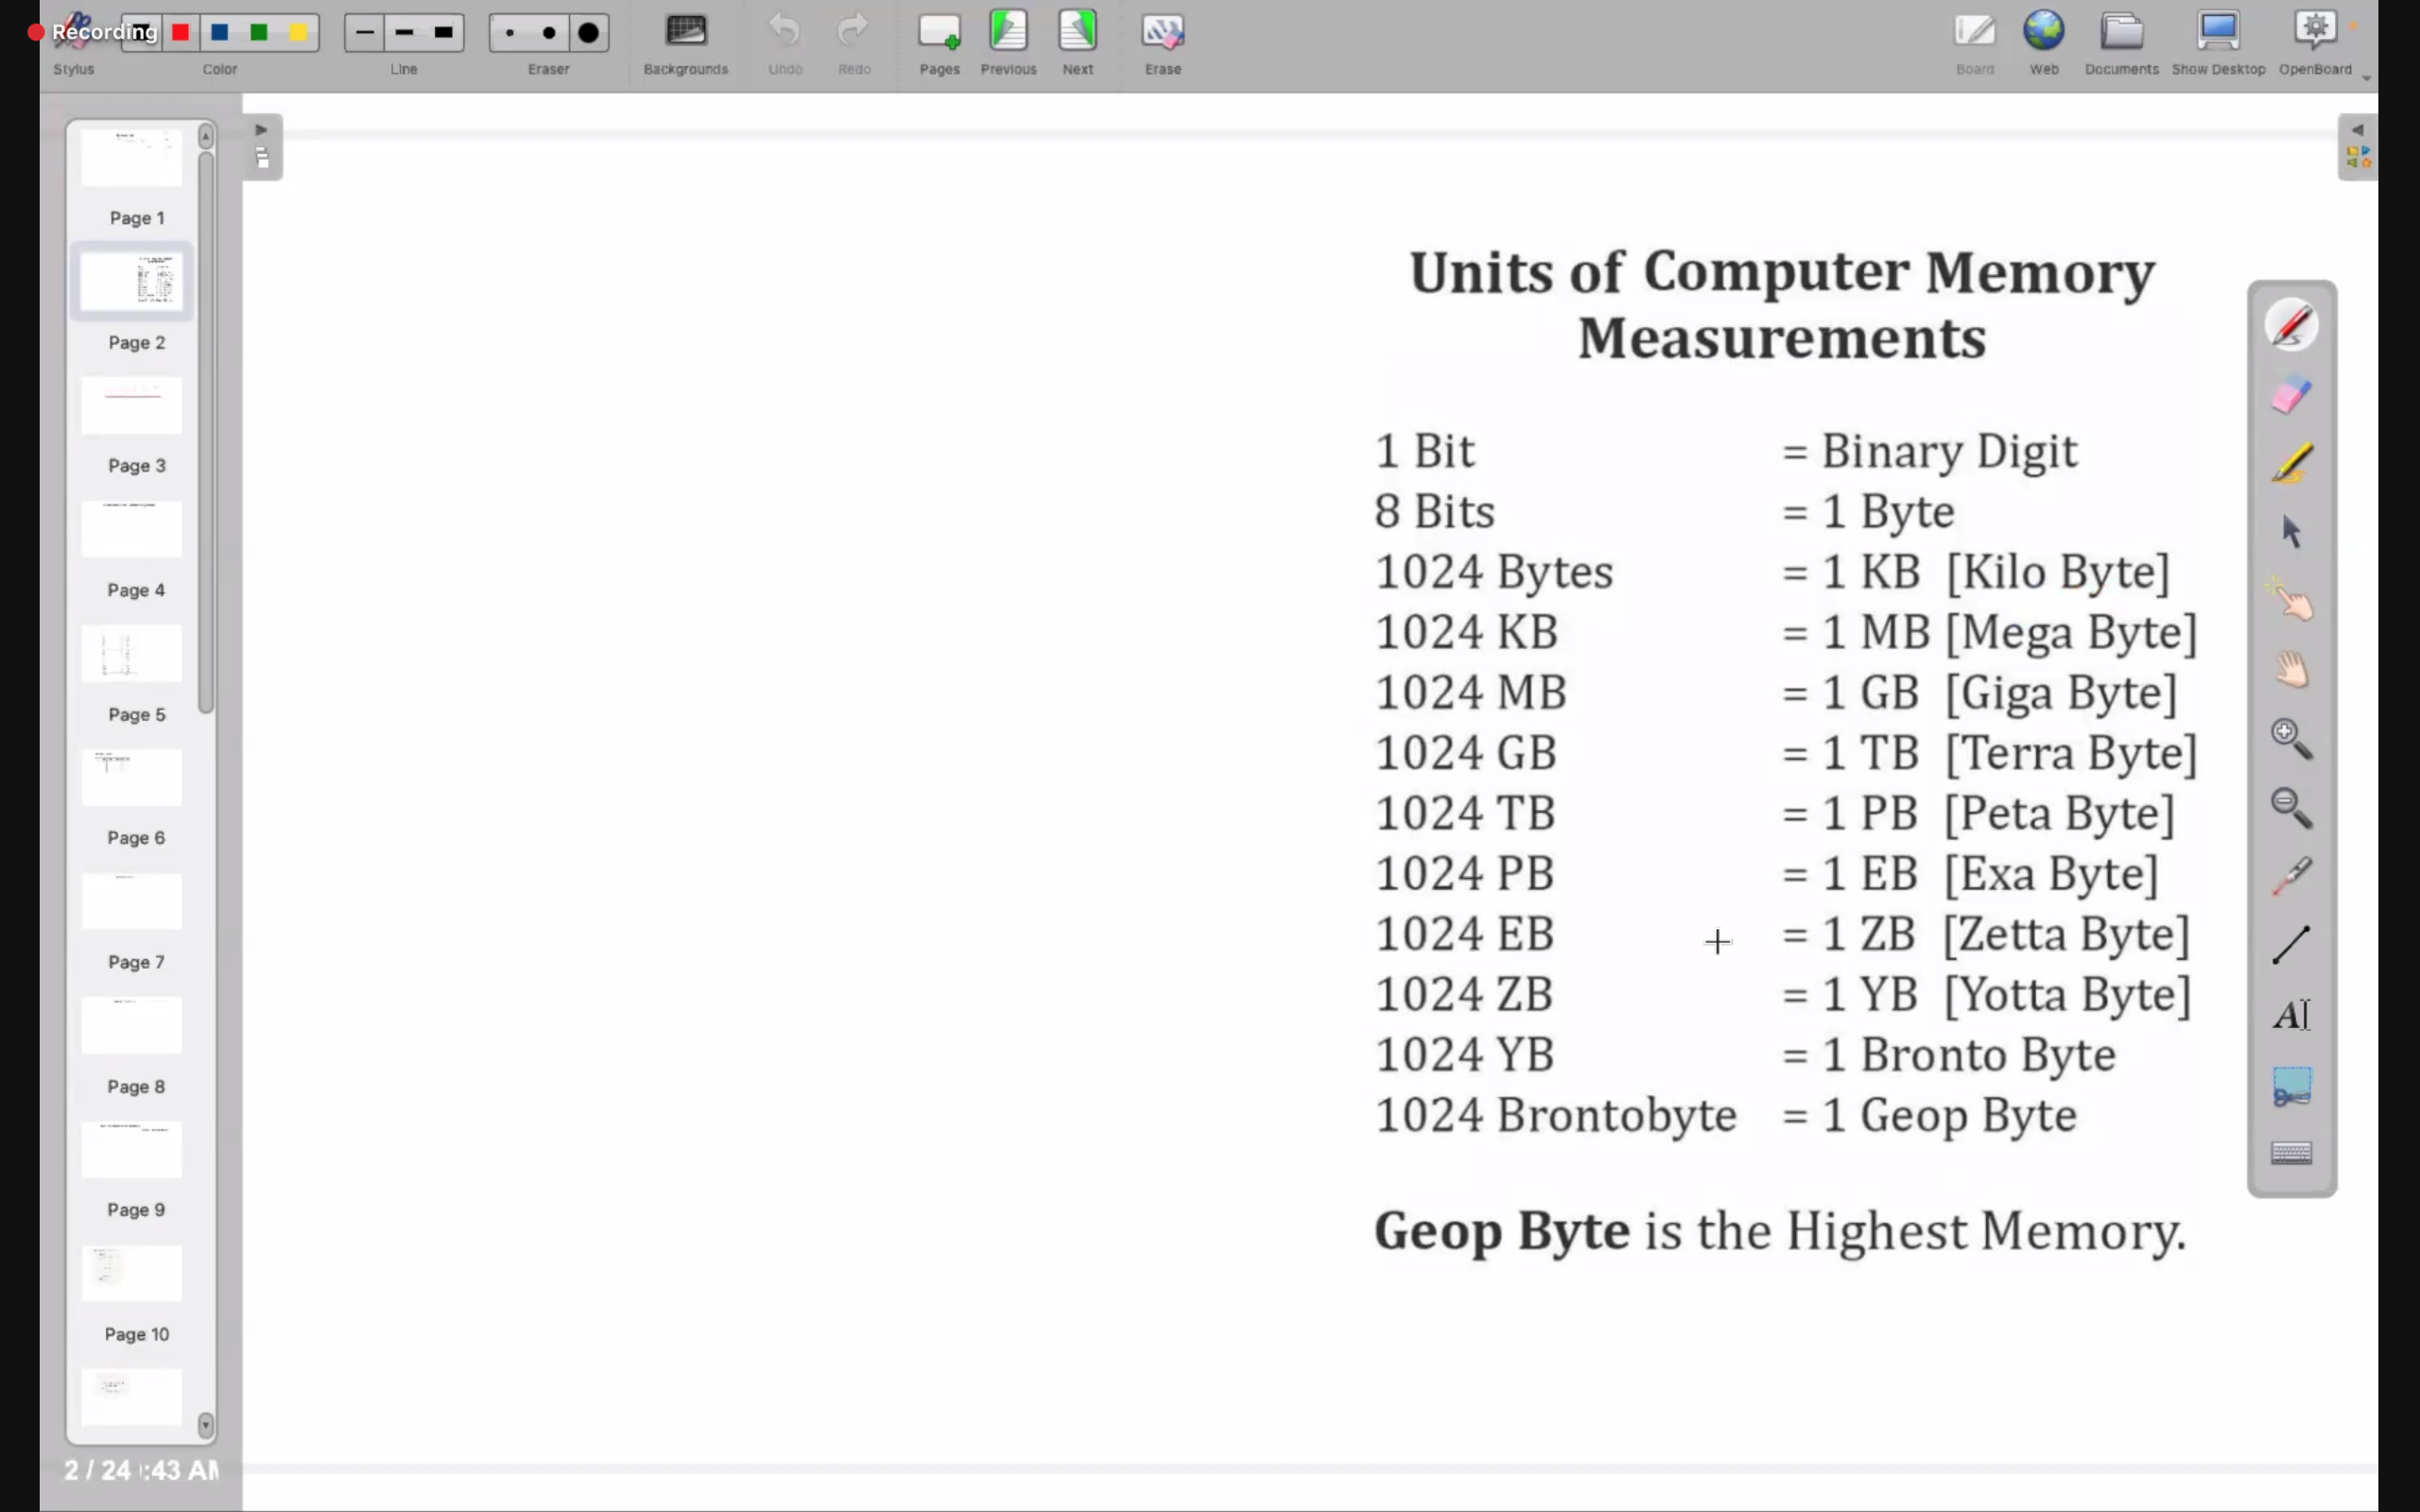 Recording
Stylus
Color
Line
Eraser
Backgrounds
Undo
Redo
Pages
Previous
Next
Erase
Board
Web
Documents
Show Desktop
OpenBoard
Page 1
Page 2
Page 3
Page 4
Page 5
Page 6
Page 7
Page 8
Page 9
Page 10
2 / 24 :43 AM
Units of Computer Memory
Measurements
1 Bit = Binary Digit
8 Bits = 1 Byte
1024 Bytes = 1 KB [Kilo Byte]
1024 KB = 1 MB [Mega Byte]
1024 MB = 1 GB [Giga Byte]
1024 GB = 1 TB [Terra Byte]
1024 TB = 1 PB [Peta Byte]
1024 PB = 1 EB [Exa Byte]
1024 EB = 1 ZB [Zetta Byte]
1024 ZB = 1 YB [Yotta Byte]
1024 YB = 1 Bronto Byte
1024 Brontobyte = 1 Geop Byte
Geop Byte is the Highest Memory.